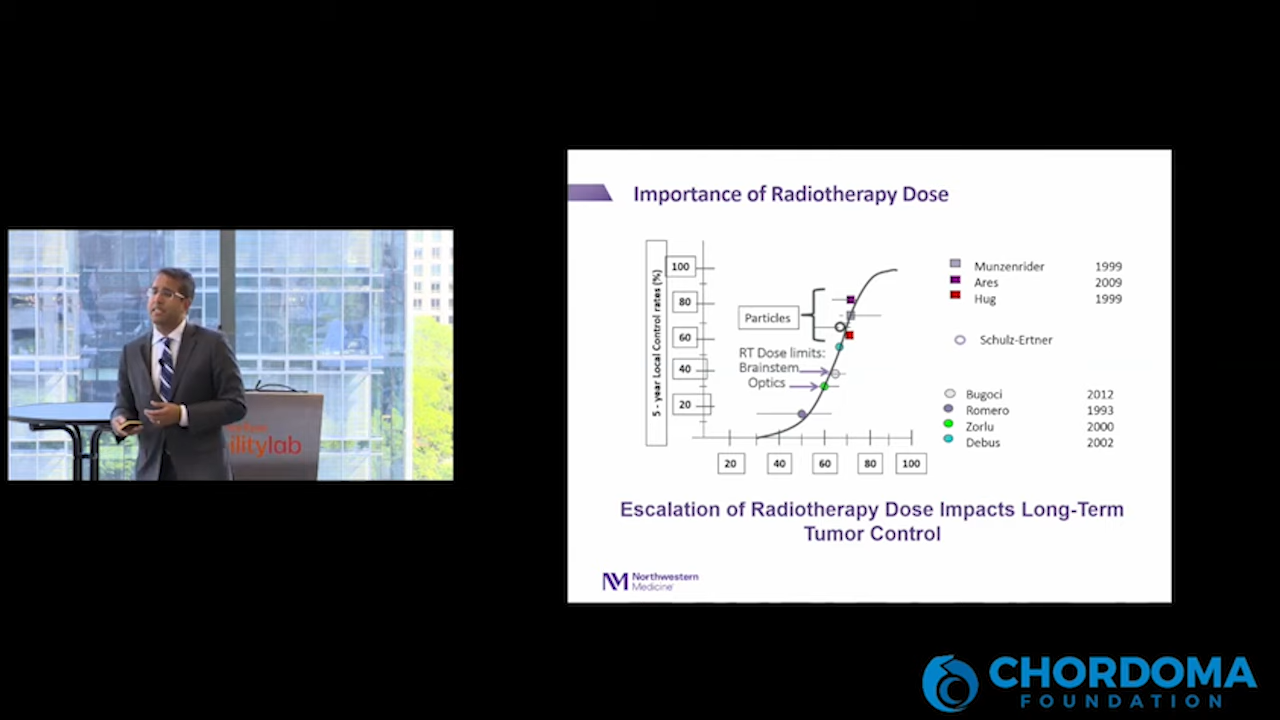 Importance of Radiotherapy Dose
5 - year Local Control rates (%)
100
80
60
40
20
20 40 60 80 100
Particles
RT Dose limits:
Brainstem
Optics
Munzenrider 1999
Ares 2009
Hug 1999
Schulz-Ertner
Bugoci 2012
Romero 1993
Zorlu 2000
Debus 2002
Escalation of Radiotherapy Dose Impacts Long-Term
Tumor Control
NM Northwestern
Medicine
ilitylab
CHORDOMA
FOUNDATION